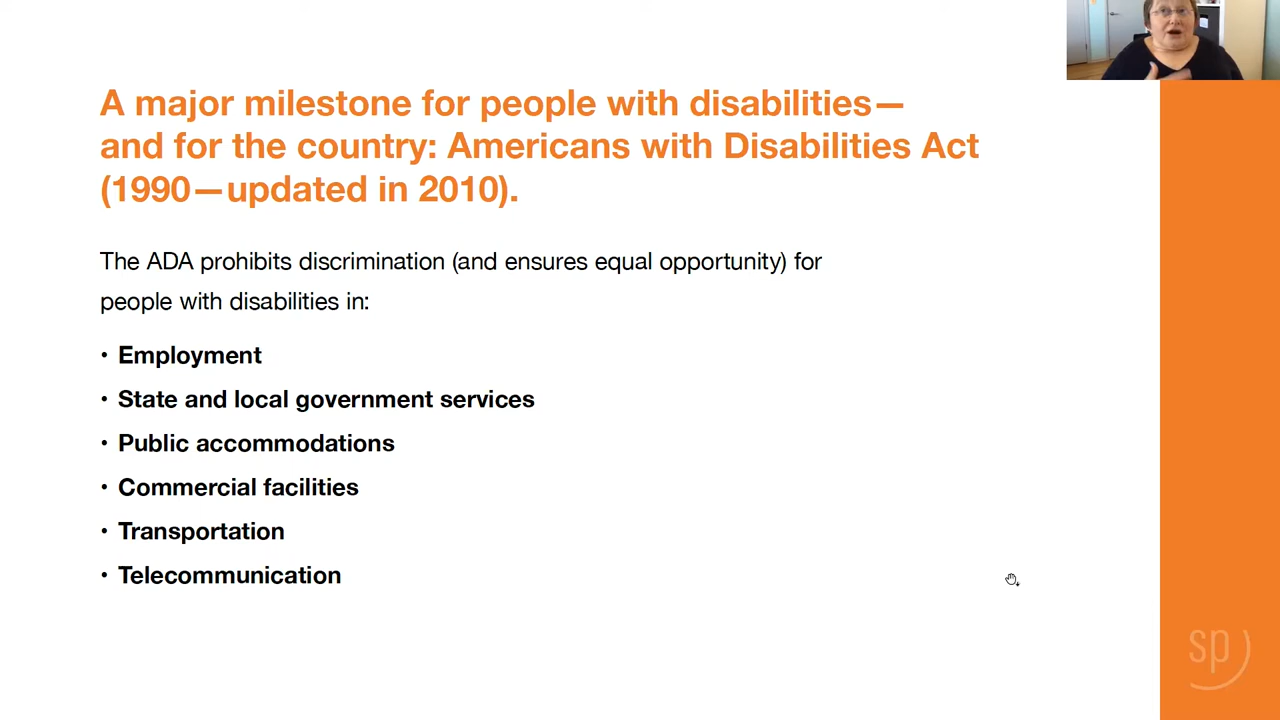 A major milestone for people with disabilities—
and for the country: Americans with Disabilities Act
(1990—updated in 2010).
The ADA prohibits discrimination (and ensures equal opportunity) for
people with disabilities in:
• Employment
• State and local government services
• Public accommodations
• Commercial facilities
• Transportation
• Telecommunication
sp